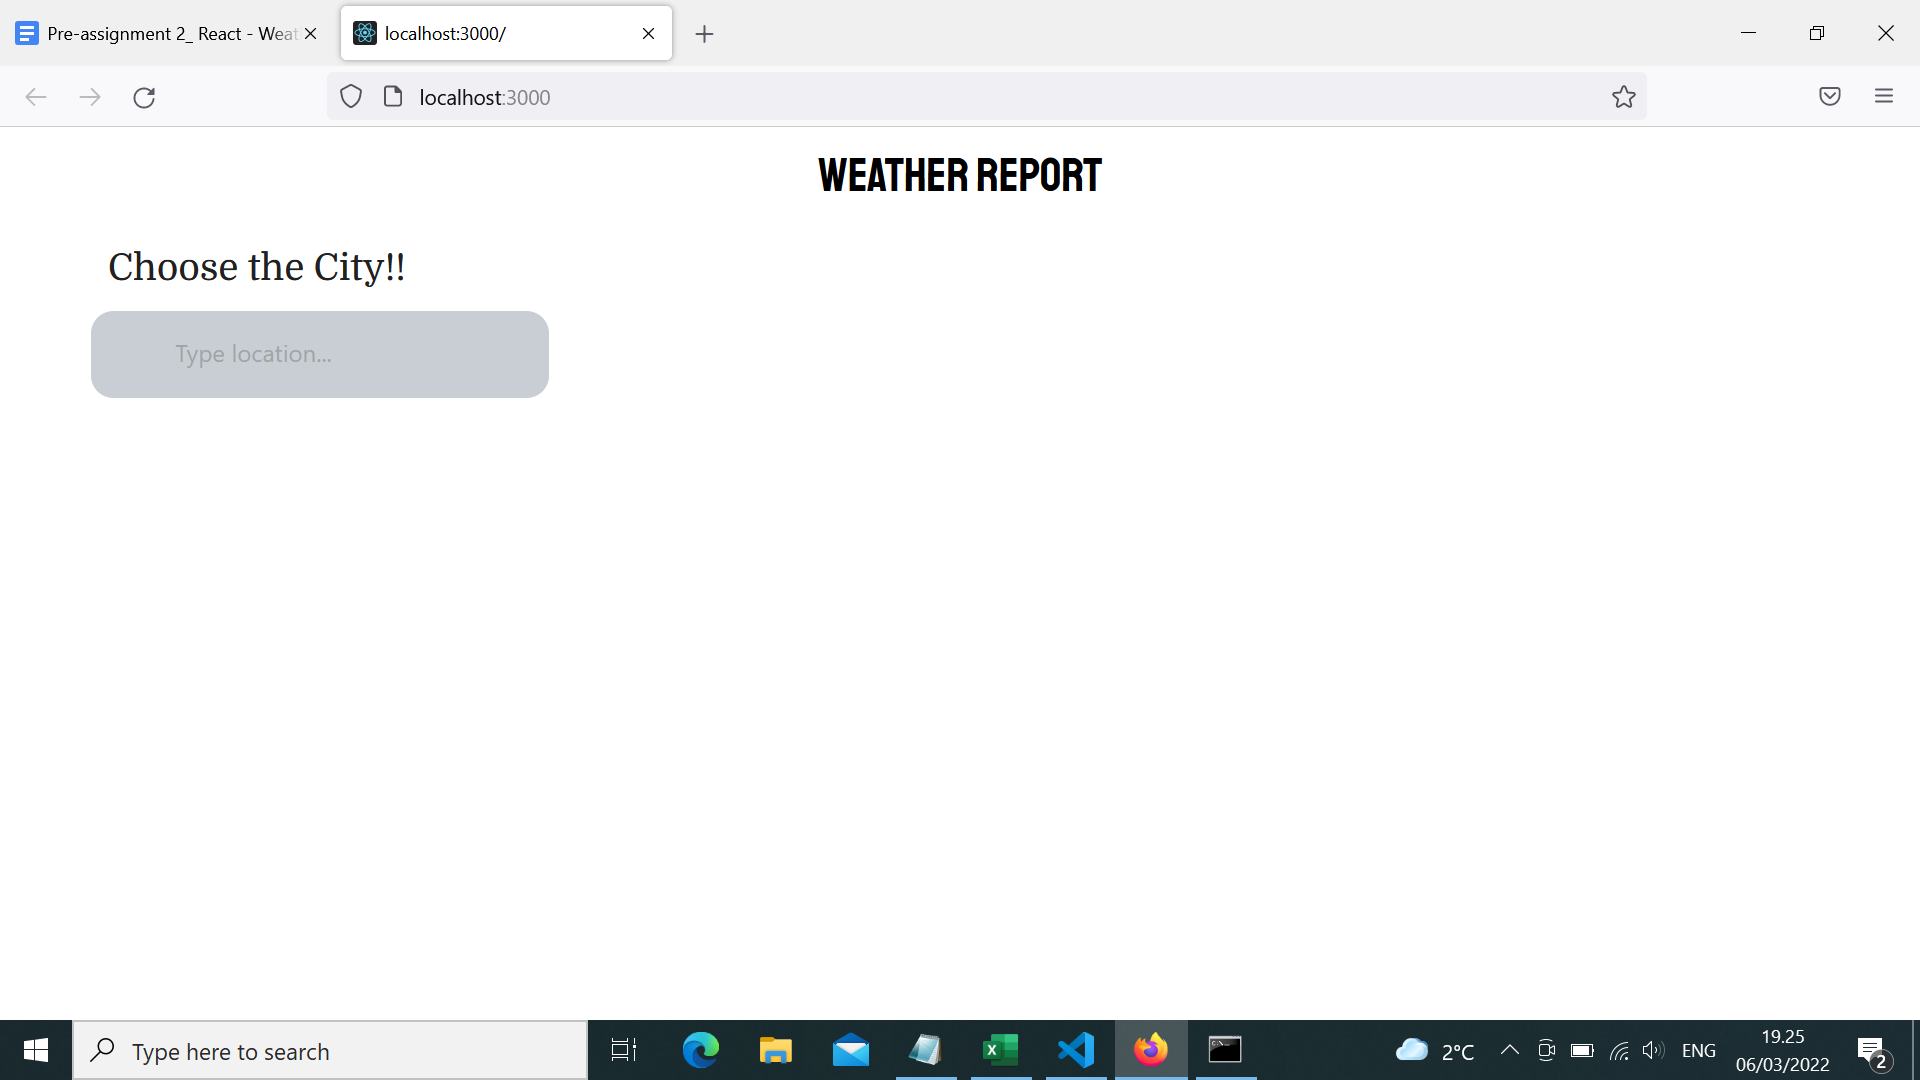 Pre-assignment 2_ React - Weat
localhost:3000/
localhost:3000
WEATHER REPORT
Choose the City!!
Type location...
Type here to search
2°C
ENG
19.25
06/03/2022
2